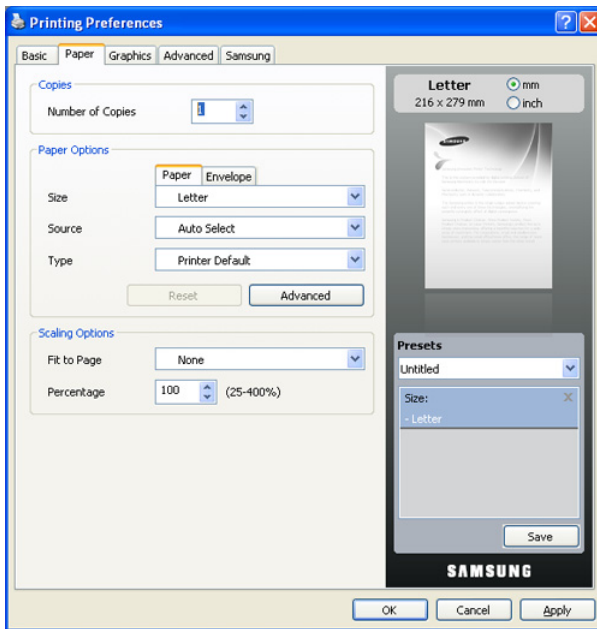 Printing Preferences
Basic Paper Graphics Advanced Samsung
Copies
Number of Copies 1
Paper Options
Paper Envelope
Size Letter
Source Auto Select
Type Printer Default
Reset Advanced
Scaling Options
Fit to Page None
Percentage 100 (25-400%)
Letter
216 x 279 mm
mm
inch
SAMSUNG
Presets
Untitled
Size: X
- Letter
Save
SAMSUNG
OK Cancel Apply